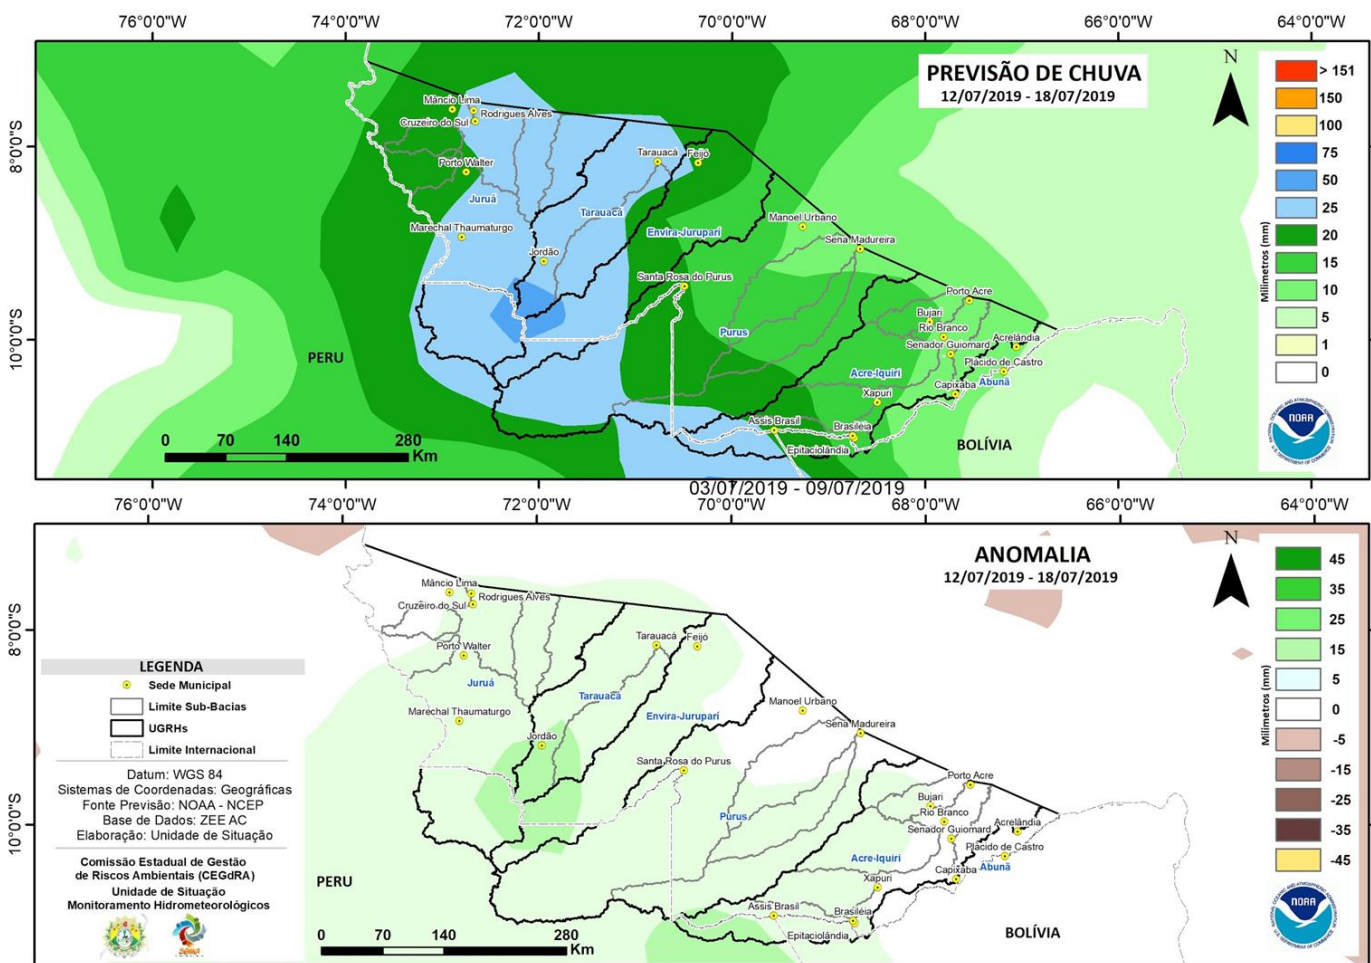 76°0'0"W 74°0'0"W 72°0'0"W 70°0'0"W 68°0'0"W 66°0'0"W 64°0'0"W
N
PREVISÃO DE CHUVA
12/07/2019 - 18/07/2019
8°0'0"S
10°0'0"S
Milímetros (mm)
> 151
150
100
75
50
25
20
15
10
5
1
0
Mâncio Lima
Rodrigues Alves
Cruzeiro do Sul
Tarauacá
Feijó
Porto Walter
Juruá
Tarauacá
Marechal Thaumaturgo
Envira-Jurupari
Manoel Urbano
Sena Madureira
Jordão
Santa Rosa do Purus
Porto Acre
Bujari
Rio Branco
Purus
Senador Guiomard
Acrelândia
Plácido de Castro
PERU
Acre-Iquiri
Abunã
Capixaba
Xapuri
Assis Brasil
Brasiléia
Epitaciolândia
BOLÍVIA
0 70 140 280
Km
NOAA
03/07/2019 - 09/07/2019
76°0'0"W 74°0'0"W 72°0'0"W 70°0'0"W 68°0'0"W 66°0'0"W 64°0'0"W
N
ANOMALIA
12/07/2019 - 18/07/2019
8°0'0"S
10°0'0"S
Milímetros (mm)
45
35
25
15
5
0
-5
-15
-25
-35
-45
Mâncio Lima
Rodrigues Alves
Cruzeiro do Sul
Tarauacá
Feijó
Porto Walter
Juruá
Tarauacá
Marechal Thaumaturgo
Envira-Jurupari
Manoel Urbano
Sena Madureira
Jordão
Santa Rosa do Purus
Porto Acre
Bujari
Rio Branco
Purus
Senador Guiomard
Acrelândia
Plácido de Castro
Acre-Iquiri
Abunã
PERU
Capixaba
Xapuri
Assis Brasil
Brasiléia
Epitaciolândia
BOLÍVIA
0 70 140 280
Km
NOAA
LEGENDA
Sede Municipal
Limite Sub-Bacias
UGRHs
Limite Internacional
Datum: WGS 84
Sistemas de Coordenadas: Geográficas
Fonte Previsão: NOAA - NCEP
Base de Dados: ZEE AC
Elaboração: Unidade de Situação
Comissão Estadual de Gestão
de Riscos Ambientais (CEGdRA)
Unidade de Situação
Monitoramento Hidrometeorológicos